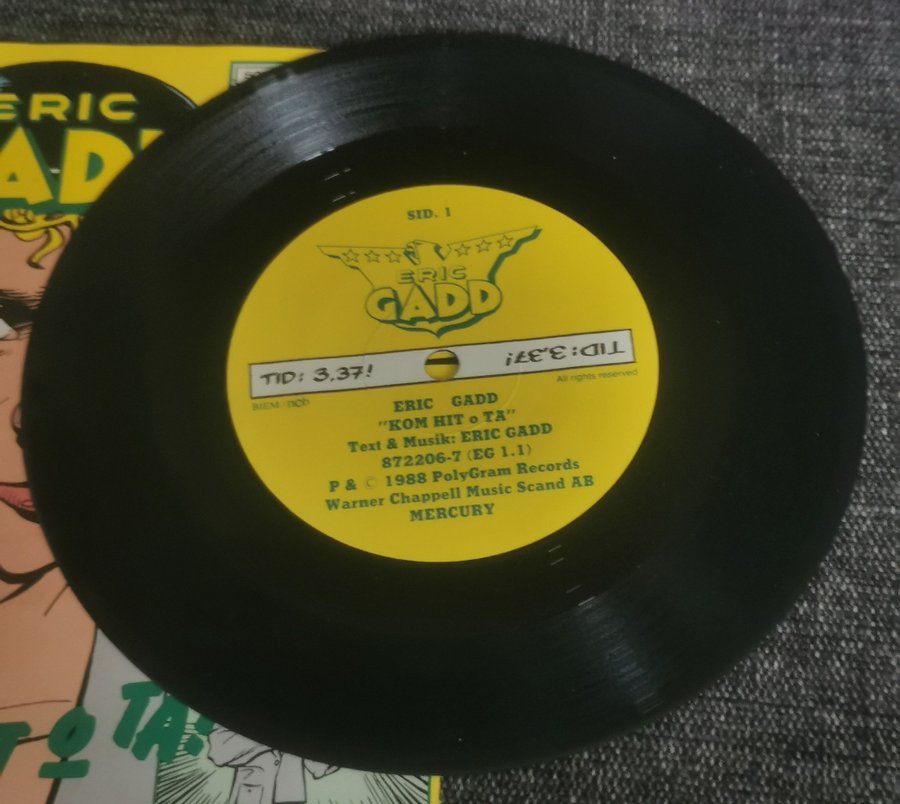 ERIC
GADD
SID. 1
ERIC
GADD
TID: 3.37!
TID: 3.37!
BIEM/ncb
All rights reserved
ERIC GADD
"KOM HIT o TA"
Text & Musik: ERIC GADD
872206-7 (EG 1.1)
P & © 1988 PolyGram Records
Warner Chappell Music Scand AB
MERCURY
T o TA!